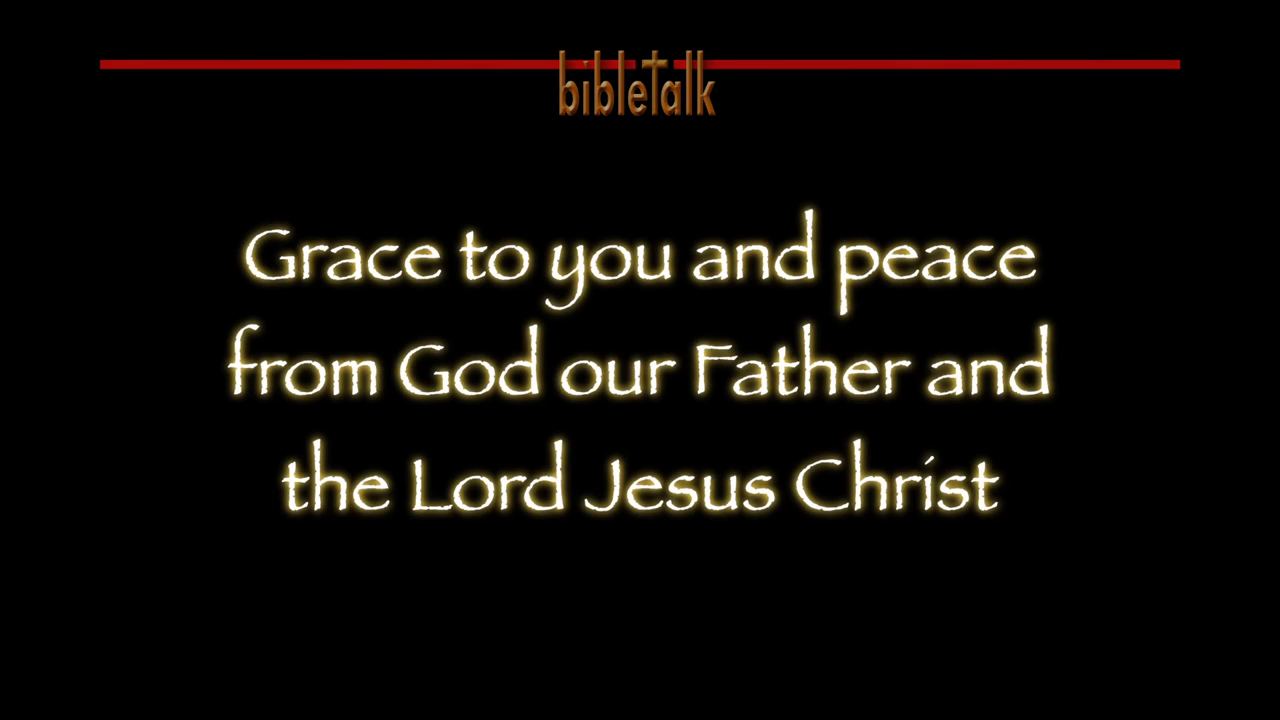 bibleTalk
Grace to you and peace
from God our Father and
the Lord Jesus Christ